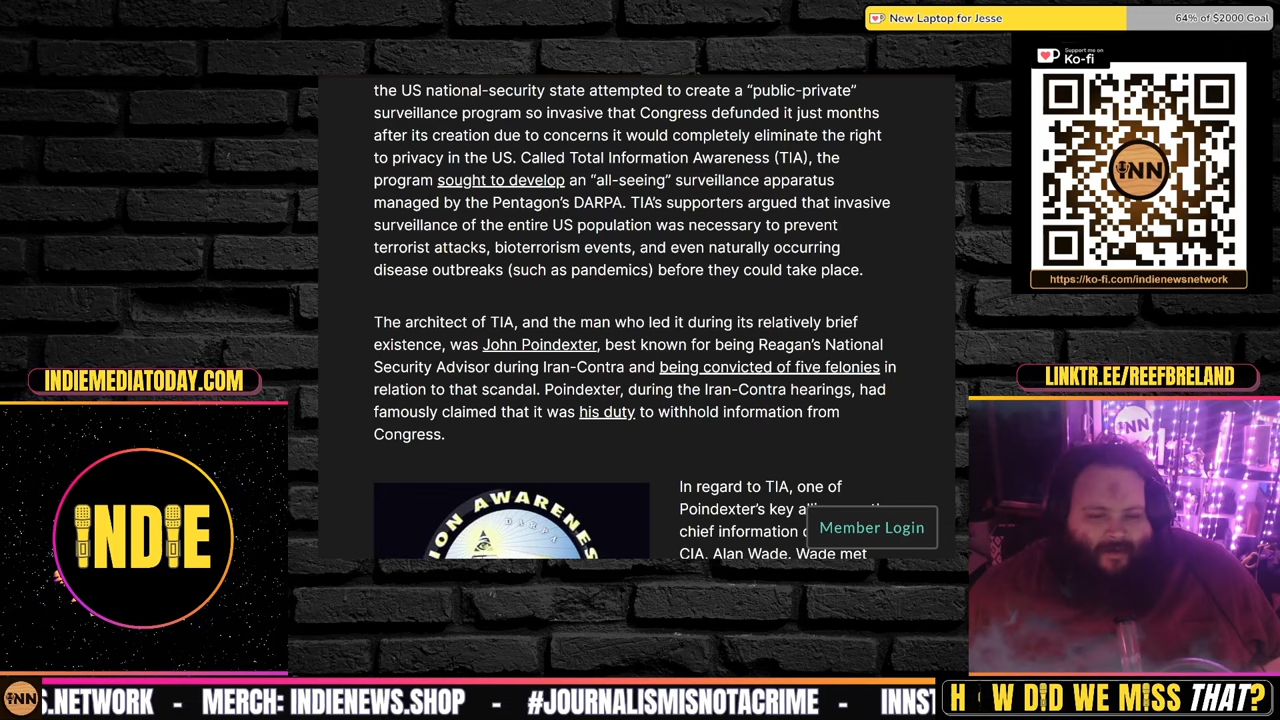 New Laptop for Jesse
64% of $2000 Goal
Support me on
Ko-fi
iNN
https://ko-fi.com/indienewsnetwork
the US national-security state attempted to create a “public-private”
surveillance program so invasive that Congress defunded it just months
after its creation due to concerns it would completely eliminate the right
to privacy in the US. Called Total Information Awareness (TIA), the
program sought to develop an “all-seeing” surveillance apparatus
managed by the Pentagon’s DARPA. TIA’s supporters argued that invasive
surveillance of the entire US population was necessary to prevent
terrorist attacks, bioterrorism events, and even naturally occurring
disease outbreaks (such as pandemics) before they could take place.
The architect of TIA, and the man who led it during its relatively brief
existence, was John Poindexter, best known for being Reagan’s National
Security Advisor during Iran-Contra and being convicted of five felonies in
relation to that scandal. Poindexter, during the Iran-Contra hearings, had
famously claimed that it was his duty to withhold information from
Congress.
ION AWARENES
DARPA
In regard to TIA, one of
Poindexter’s key
chief information
CIA, Alan Wade. Wade met
Member Login
INDIEMEDIATODAY.COM
LINKTR.EE/REEFBRELAND
INDIE
INN
INN
S.NETWORK - MERCH: INDIENEWS.SHOP - #JOURNALISMISNOTACRIME - INNST
H W DID WE MISS THAT?